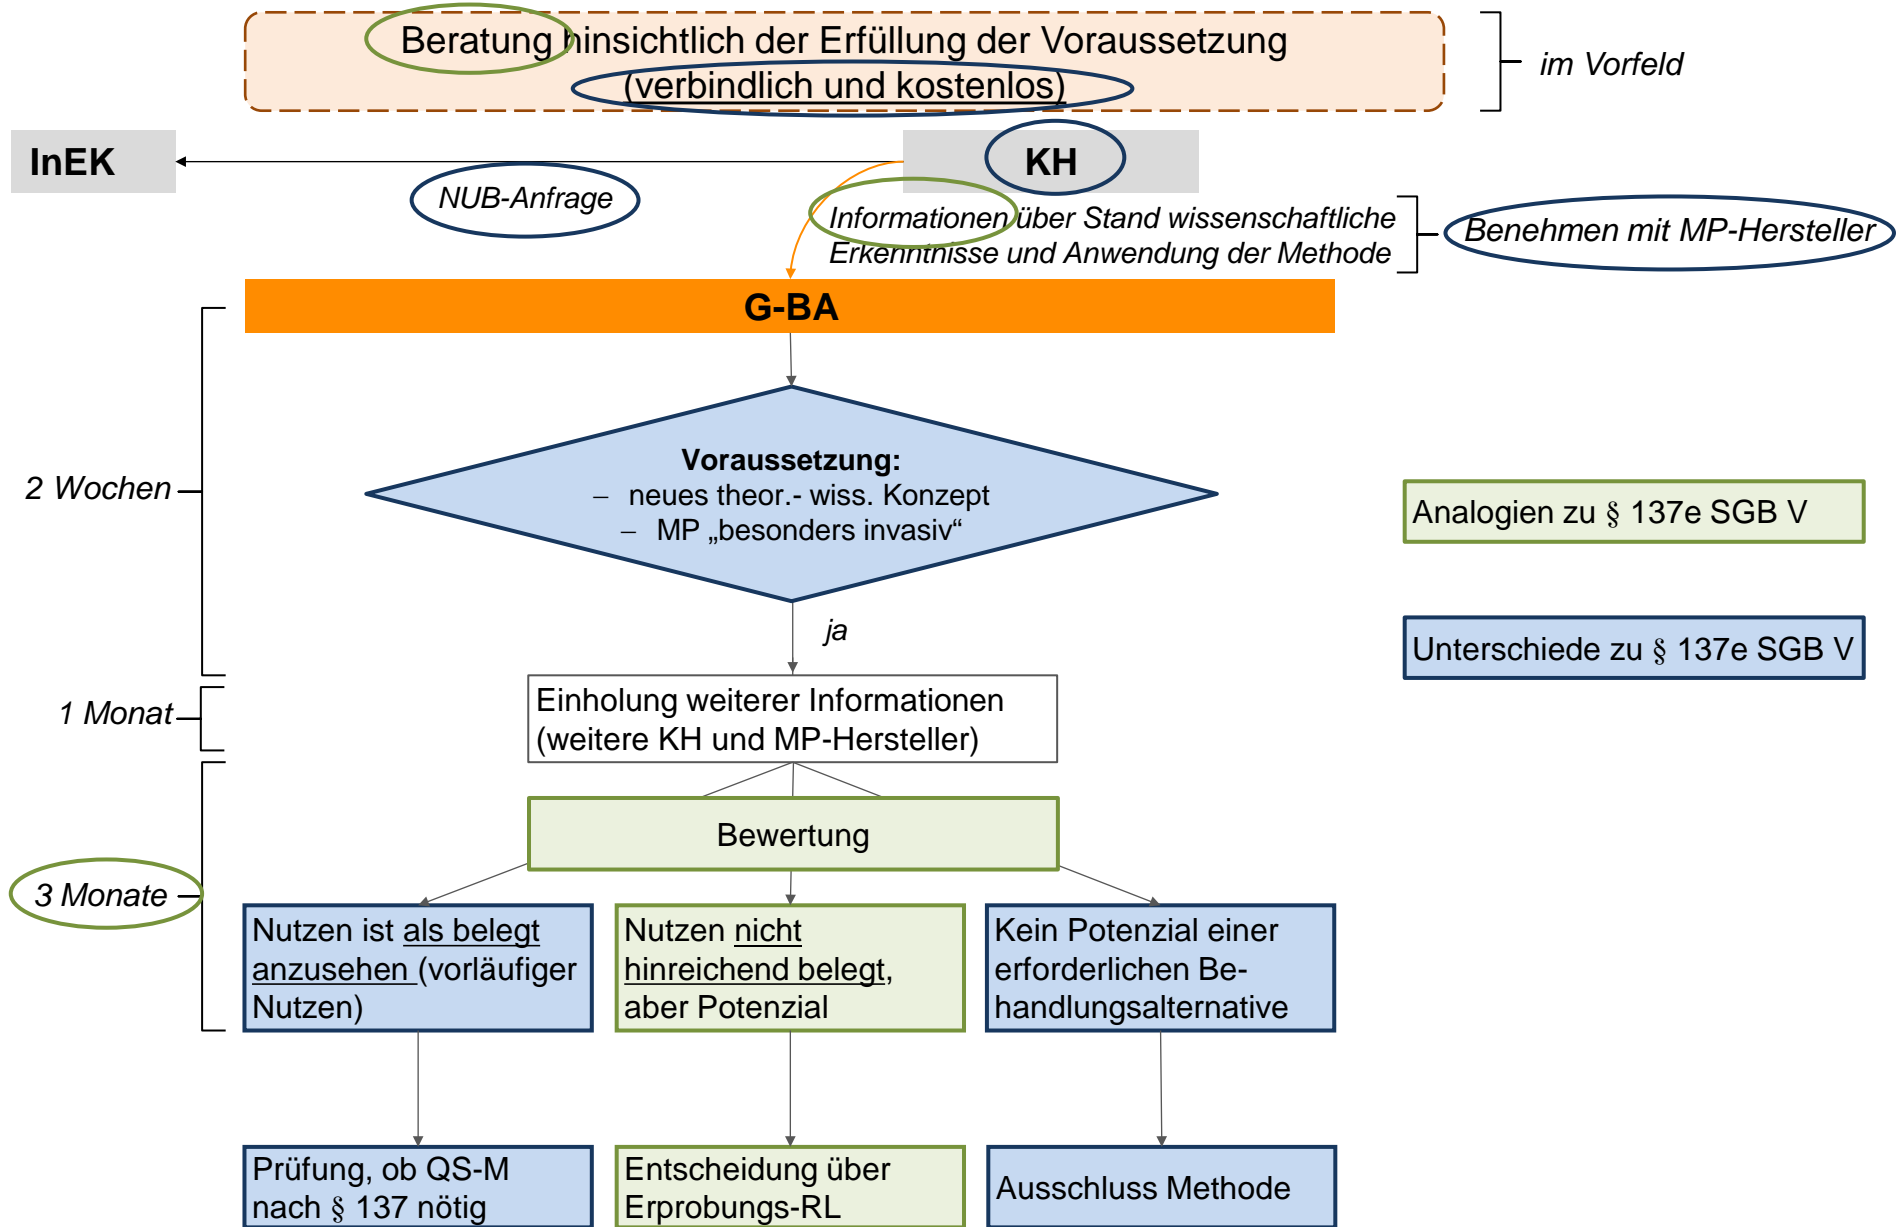 Beratung hinsichtlich der Erfüllung der Voraussetzung
(verbindlich und kostenlos)
im Vorfeld
InEK
KH
NUB-Anfrage
Informationen über Stand wissenschaftliche
Erkenntnisse und Anwendung der Methode
Benehmen mit MP-Hersteller
G-BA
2 Wochen
Voraussetzung:
– neues theor.- wiss. Konzept
– MP „besonders invasiv“
ja
Analogien zu § 137e SGB V
Unterschiede zu § 137e SGB V
1 Monat
Einholung weiterer Informationen
(weitere KH und MP-Hersteller)
3 Monate
Bewertung
Nutzen ist als belegt
anzusehen (vorläufiger
Nutzen)
Nutzen nicht
hinreichend belegt,
aber Potenzial
Kein Potenzial einer
erforderlichen Be-
handlungsalternative
Prüfung, ob QS-M
nach § 137 nötig
Entscheidung über
Erprobungs-RL
Ausschluss Methode